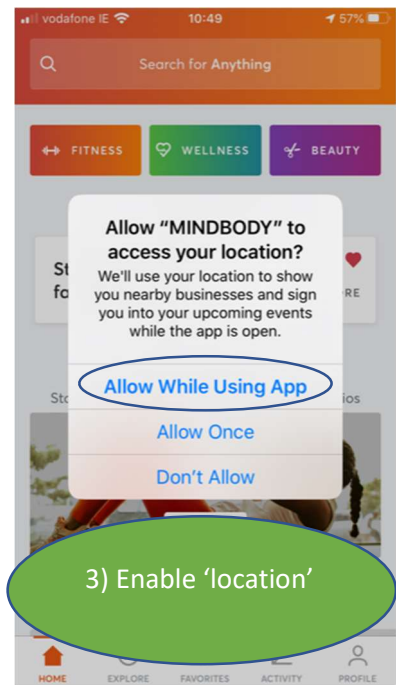 vodafone IE 10:49 57%
Search for Anything
FITNESS WELLNESS BEAUTY
Allow “MINDBODY” to
access your location?
We'll use your location to show
you nearby businesses and sign
you into your upcoming events
while the app is open.
Allow While Using App
Allow Once
Don’t Allow
3) Enable ‘location’
HOME EXPLORE FAVORITES ACTIVITY PROFILE